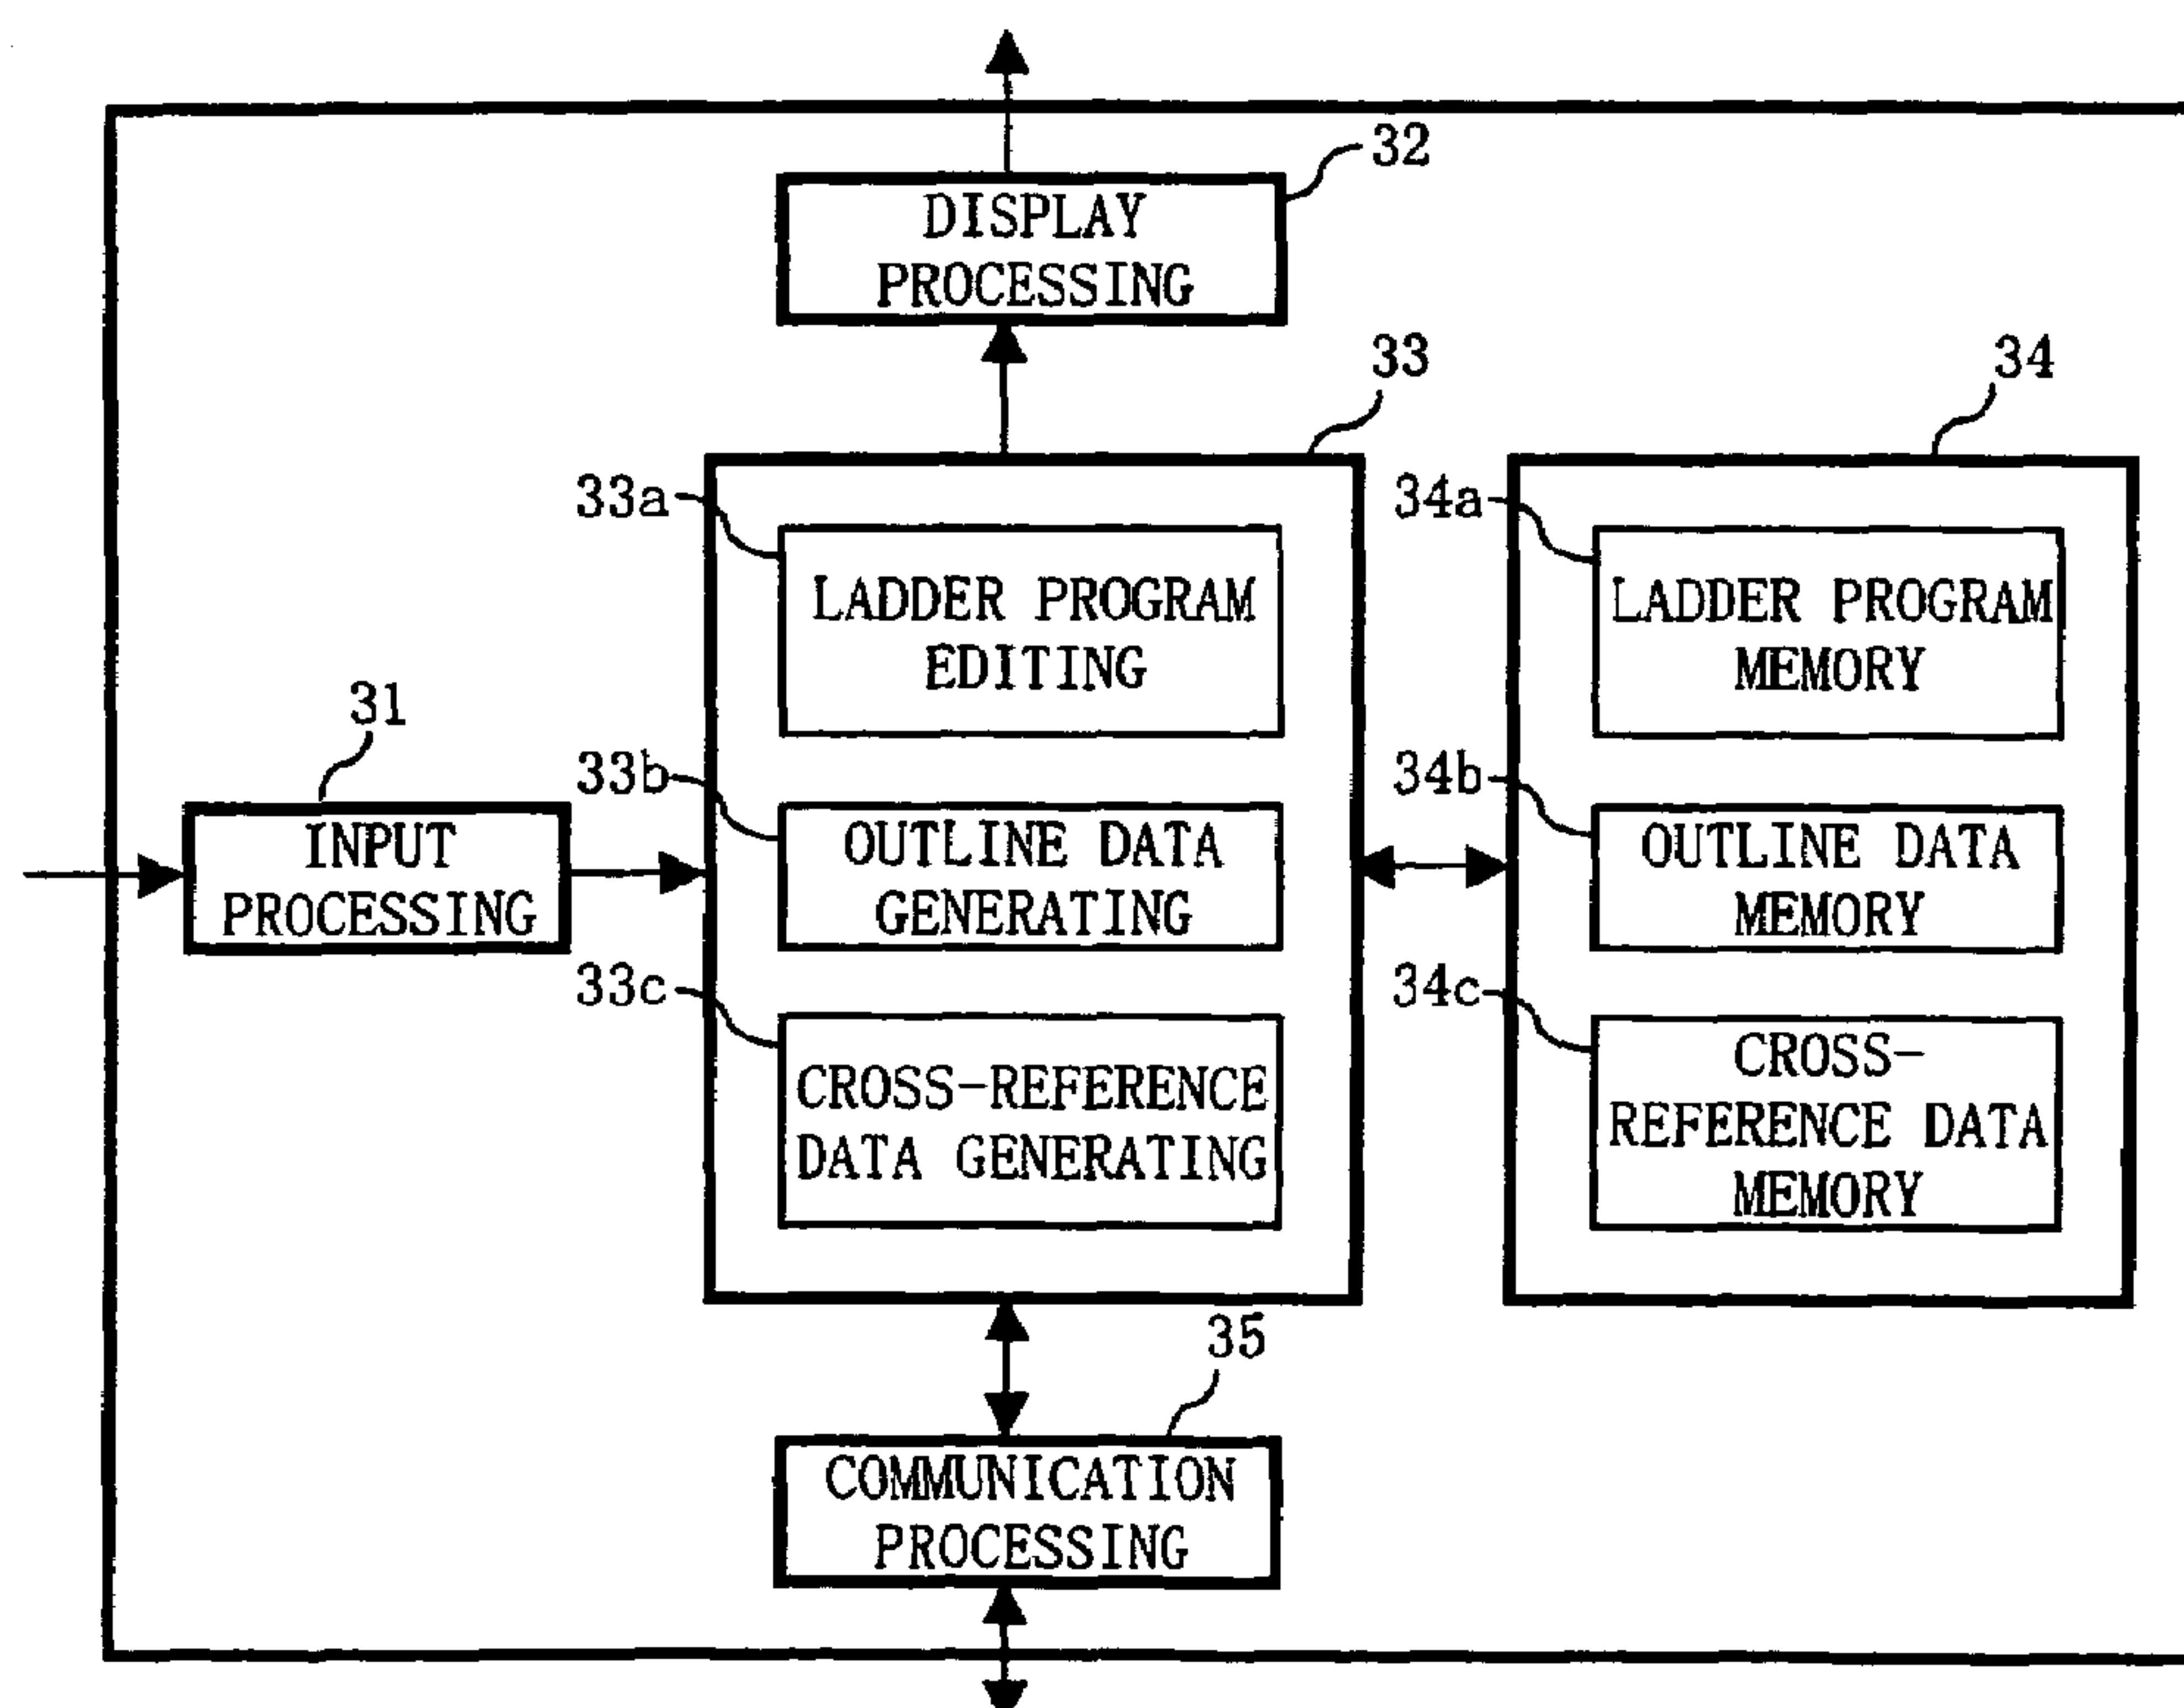 32
DISPLAY
PROCESSING
33
34
33a
LADDER PROGRAM
EDITING
34a
LADDER PROGRAM
MEMORY
31
INPUT
PROCESSING
33b
OUTLINE DATA
GENERATING
34b
OUTLINE DATA
MEMORY
33c
CROSS-REFERENCE
DATA GENERATING
34c
CROSS-
REFERENCE DATA
MEMORY
35
COMMUNICATION
PROCESSING